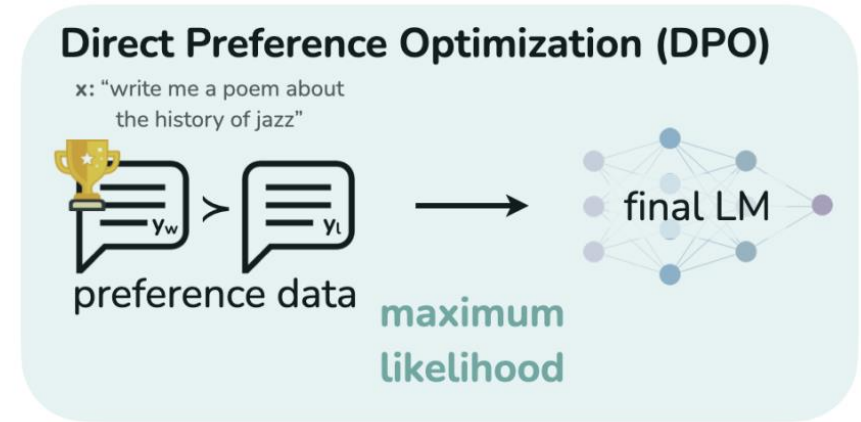 Direct Preference Optimization (DPO)
x: “write me a poem about
the history of jazz”
yw ≻ yl
preference data
maximum
likelihood
final LM